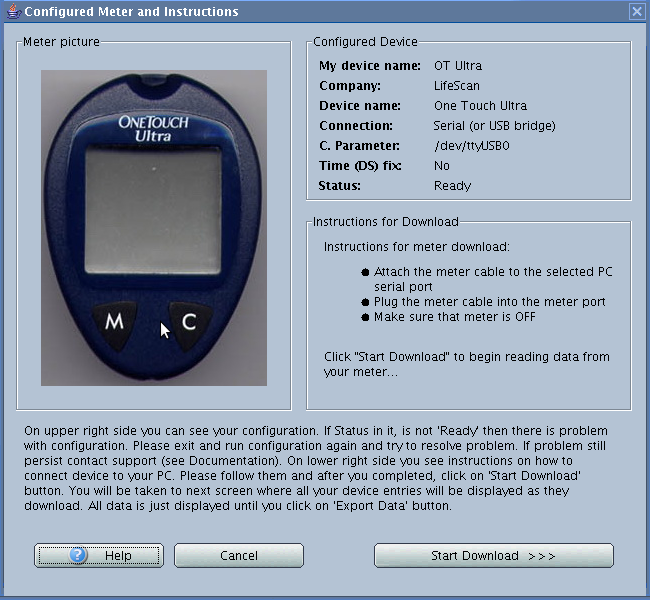 Configured Meter and Instructions
Meter picture
ONETOUCH
Ultra
M
C
Configured Device
My device name: OT Ultra
Company: LifeScan
Device name: One Touch Ultra
Connection: Serial (or USB bridge)
C. Parameter: /dev/ttyUSB0
Time (DS) fix: No
Status: Ready
Instructions for Download
Instructions for meter download:
● Attach the meter cable to the selected PC
serial port
● Plug the meter cable into the meter port
● Make sure that meter is OFF
Click "Start Download" to begin reading data from
your meter...
On upper right side you can see your configuration. If Status in it, is not 'Ready' then there is problem
with configuration. Please exit and run configuration again and try to resolve problem. If problem still
persist contact support (see Documentation). On lower right side you see instructions on how to
connect device to your PC. Please follow them and after you completed, click on 'Start Download'
button. You will be taken to next screen where all your device entries will be displayed as they
download. All data is just displayed until you click on 'Export Data' button.
? Help
Cancel
Start Download >>>